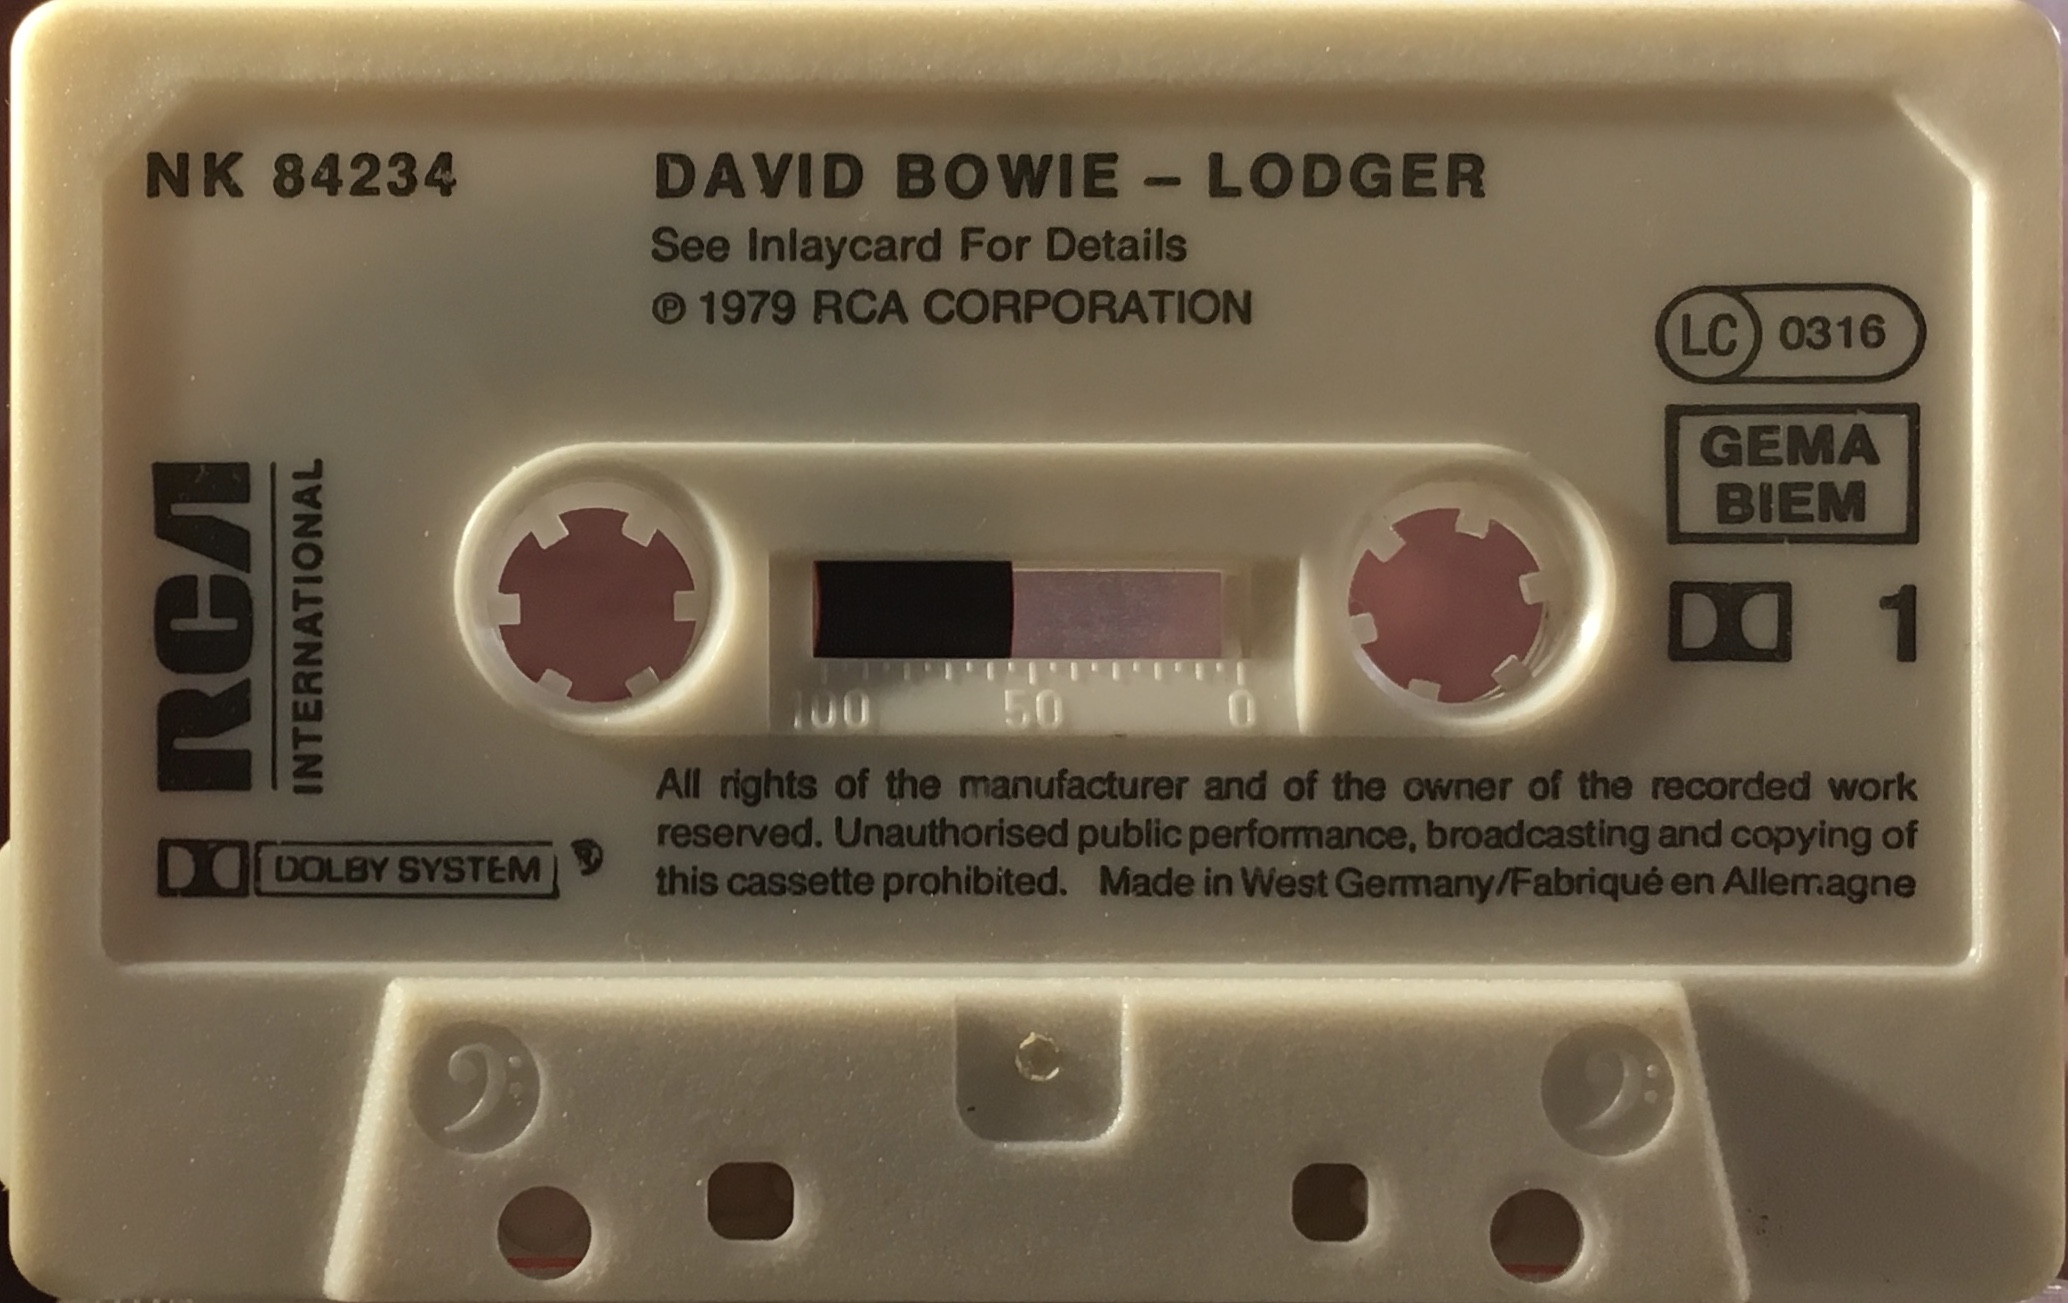 NK 84234
DAVID BOWIE – LODGER
See Inlaycard For Details
℗ 1979 RCA CORPORATION
LC 0316
GEMA
BIEM
1
RCA
INTERNATIONAL
100 50 0
DOLBY SYSTEM
All rights of the manufacturer and of the owner of the recorded work
reserved. Unauthorised public performance, broadcasting and copying of
this cassette prohibited. Made in West Germany/Fabriqué en Allemagne